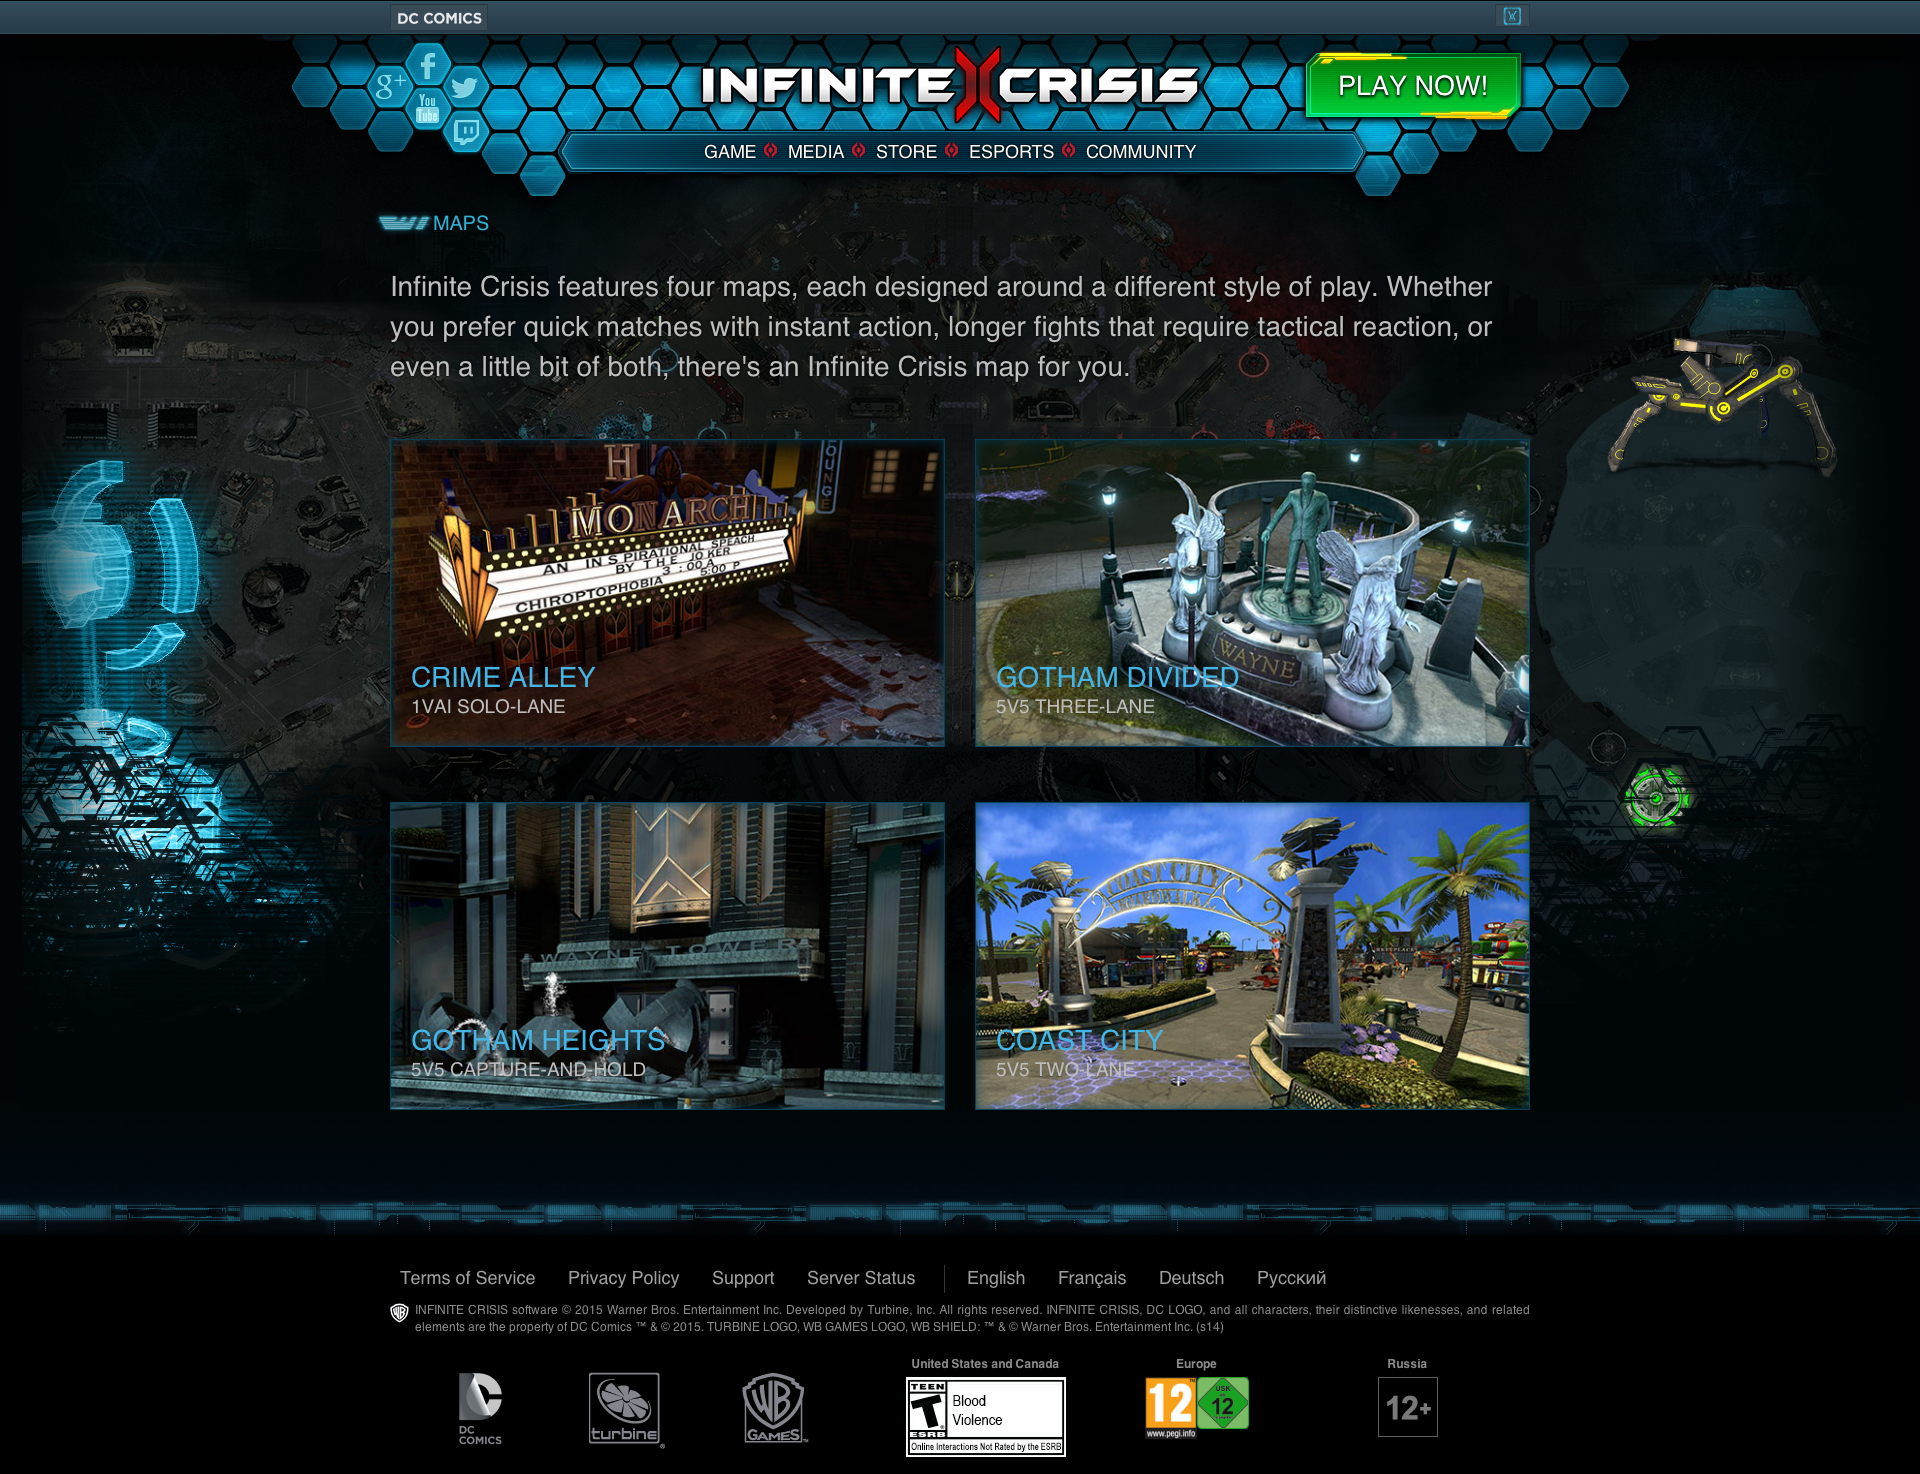 DC COMICS
g+
f
You
Tube
INFINITE CRISIS
PLAY NOW!
GAME MEDIA STORE ESPORTS COMMUNITY
MAPS
Infinite Crisis features four maps, each designed around a different style of play. Whether
you prefer quick matches with instant action, longer fights that require tactical reaction, or
even a little bit of both, there's an Infinite Crisis map for you.
H
MONARCH
LOUNGE
AN INSPIRATIONAL SPEACH
BY THE JOKER
3:00 A
CHIROPTOPHOBIA 5:00 P
CRIME ALLEY
1VAI SOLO-LANE
WAYNE
GOTHAM DIVIDED
5V5 THREE-LANE
WAYNE TOWER
GOTHAM HEIGHTS
5V5 CAPTURE-AND-HOLD
COAST CITY
COAST CITY
5V5 TWO-LANE
Terms of Service Privacy Policy Support Server Status English Français Deutsch Русский
INFINITE CRISIS software © 2015 Warner Bros. Entertainment Inc. Developed by Turbine, Inc. All rights reserved. INFINITE CRISIS, DC LOGO, and all characters, their distinctive likenesses, and related
elements are the property of DC Comics ™ & © 2015. TURBINE LOGO, WB GAMES LOGO, WB SHIELD: ™ & © Warner Bros. Entertainment Inc. (s14)
DC
COMICS
turbine
WB
GAMES
United States and Canada
TEEN
T
ESRB
Blood
Violence
Online Interactions Not Rated by the ESRB
Europe
12
www.pegi.info
USK
12
Russia
12+